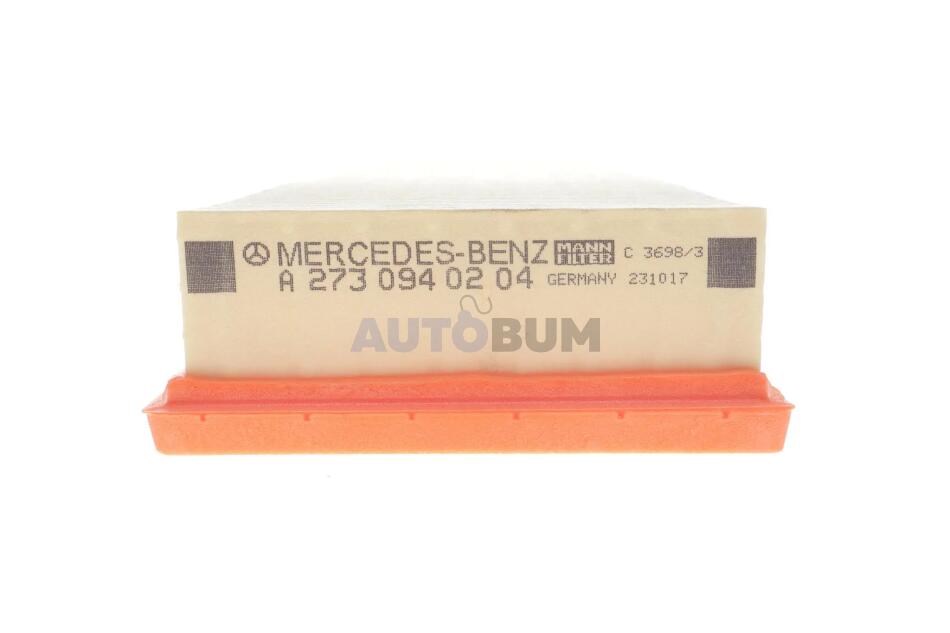 MERCEDES-BENZ MANN FILTER C 3698/3
A 273 094 02 04 GERMANY 231017
AUTOBUM